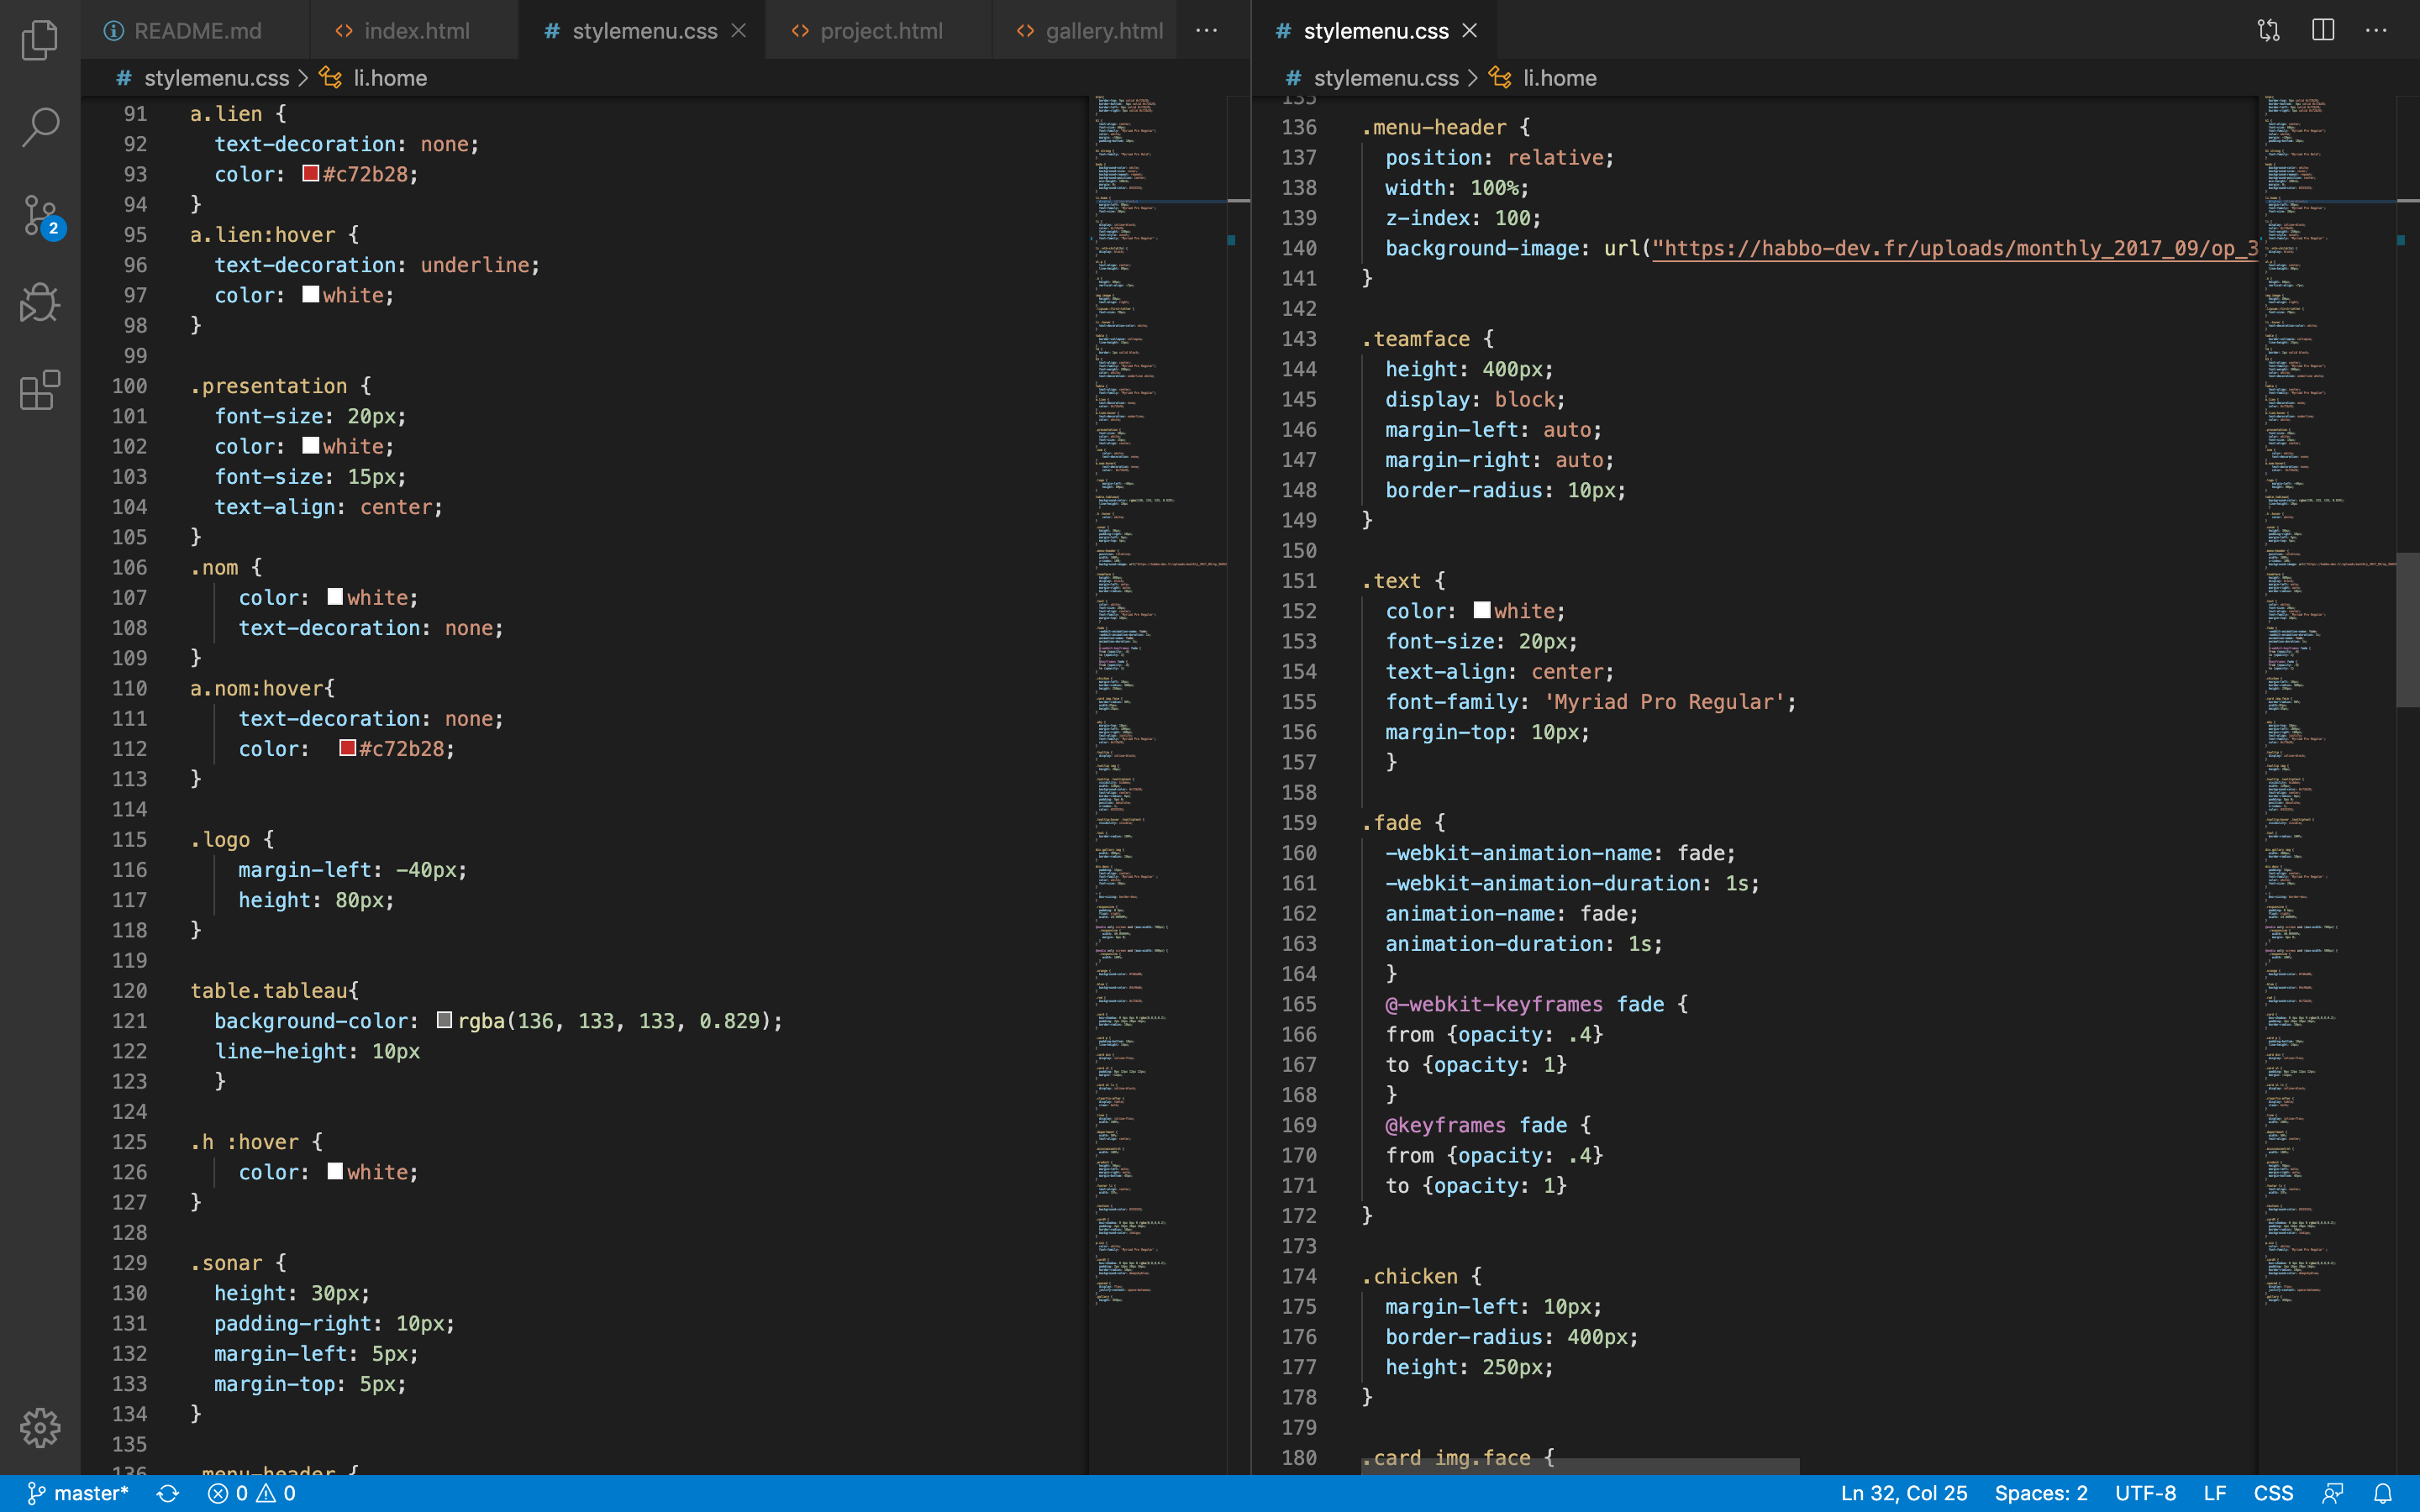 README.md
index.html
stylemenu.css
project.html
gallery.html
stylemenu.css > li.home
91 a.lien {
92 text-decoration: none;
93 color: #c72b28;
94 }
95 a.lien:hover {
96 text-decoration: underline;
97 color: white;
98 }
99
100 .presentation {
101 font-size: 20px;
102 color: white;
103 font-size: 15px;
104 text-align: center;
105 }
106 .nom {
107 color: white;
108 text-decoration: none;
109 }
110 a.nom:hover{
111 text-decoration: none;
112 color: #c72b28;
113 }
114
115 .logo {
116 margin-left: -40px;
117 height: 80px;
118 }
119
120 table.tableau{
121 background-color: rgba(136, 133, 133, 0.829);
122 line-height: 10px
123 }
124
125 .h :hover {
126 color: white;
127 }
128
129 .sonar {
130 height: 30px;
131 padding-right: 10px;
132 margin-left: 5px;
133 margin-top: 5px;
134 }
135
136 .menu-header {
stylemenu.css
stylemenu.css > li.home
135
136 .menu-header {
137 position: relative;
138 width: 100%;
139 z-index: 100;
140 background-image: url("https://habbo-dev.fr/uploads/monthly_2017_09/op_3
141 }
142
143 .teamface {
144 height: 400px;
145 display: block;
146 margin-left: auto;
147 margin-right: auto;
148 border-radius: 10px;
149 }
150
151 .text {
152 color: white;
153 font-size: 20px;
154 text-align: center;
155 font-family: 'Myriad Pro Regular';
156 margin-top: 10px;
157 }
158
159 .fade {
160 -webkit-animation-name: fade;
161 -webkit-animation-duration: 1s;
162 animation-name: fade;
163 animation-duration: 1s;
164 }
165 @-webkit-keyframes fade {
166 from {opacity: .4}
167 to {opacity: 1}
168 }
169 @keyframes fade {
170 from {opacity: .4}
171 to {opacity: 1}
172 }
173
174 .chicken {
175 margin-left: 10px;
176 border-radius: 400px;
177 height: 250px;
178 }
179
180 .card img.face {
2
master*
0 0
Ln 32, Col 25
Spaces: 2
UTF-8
LF
CSS